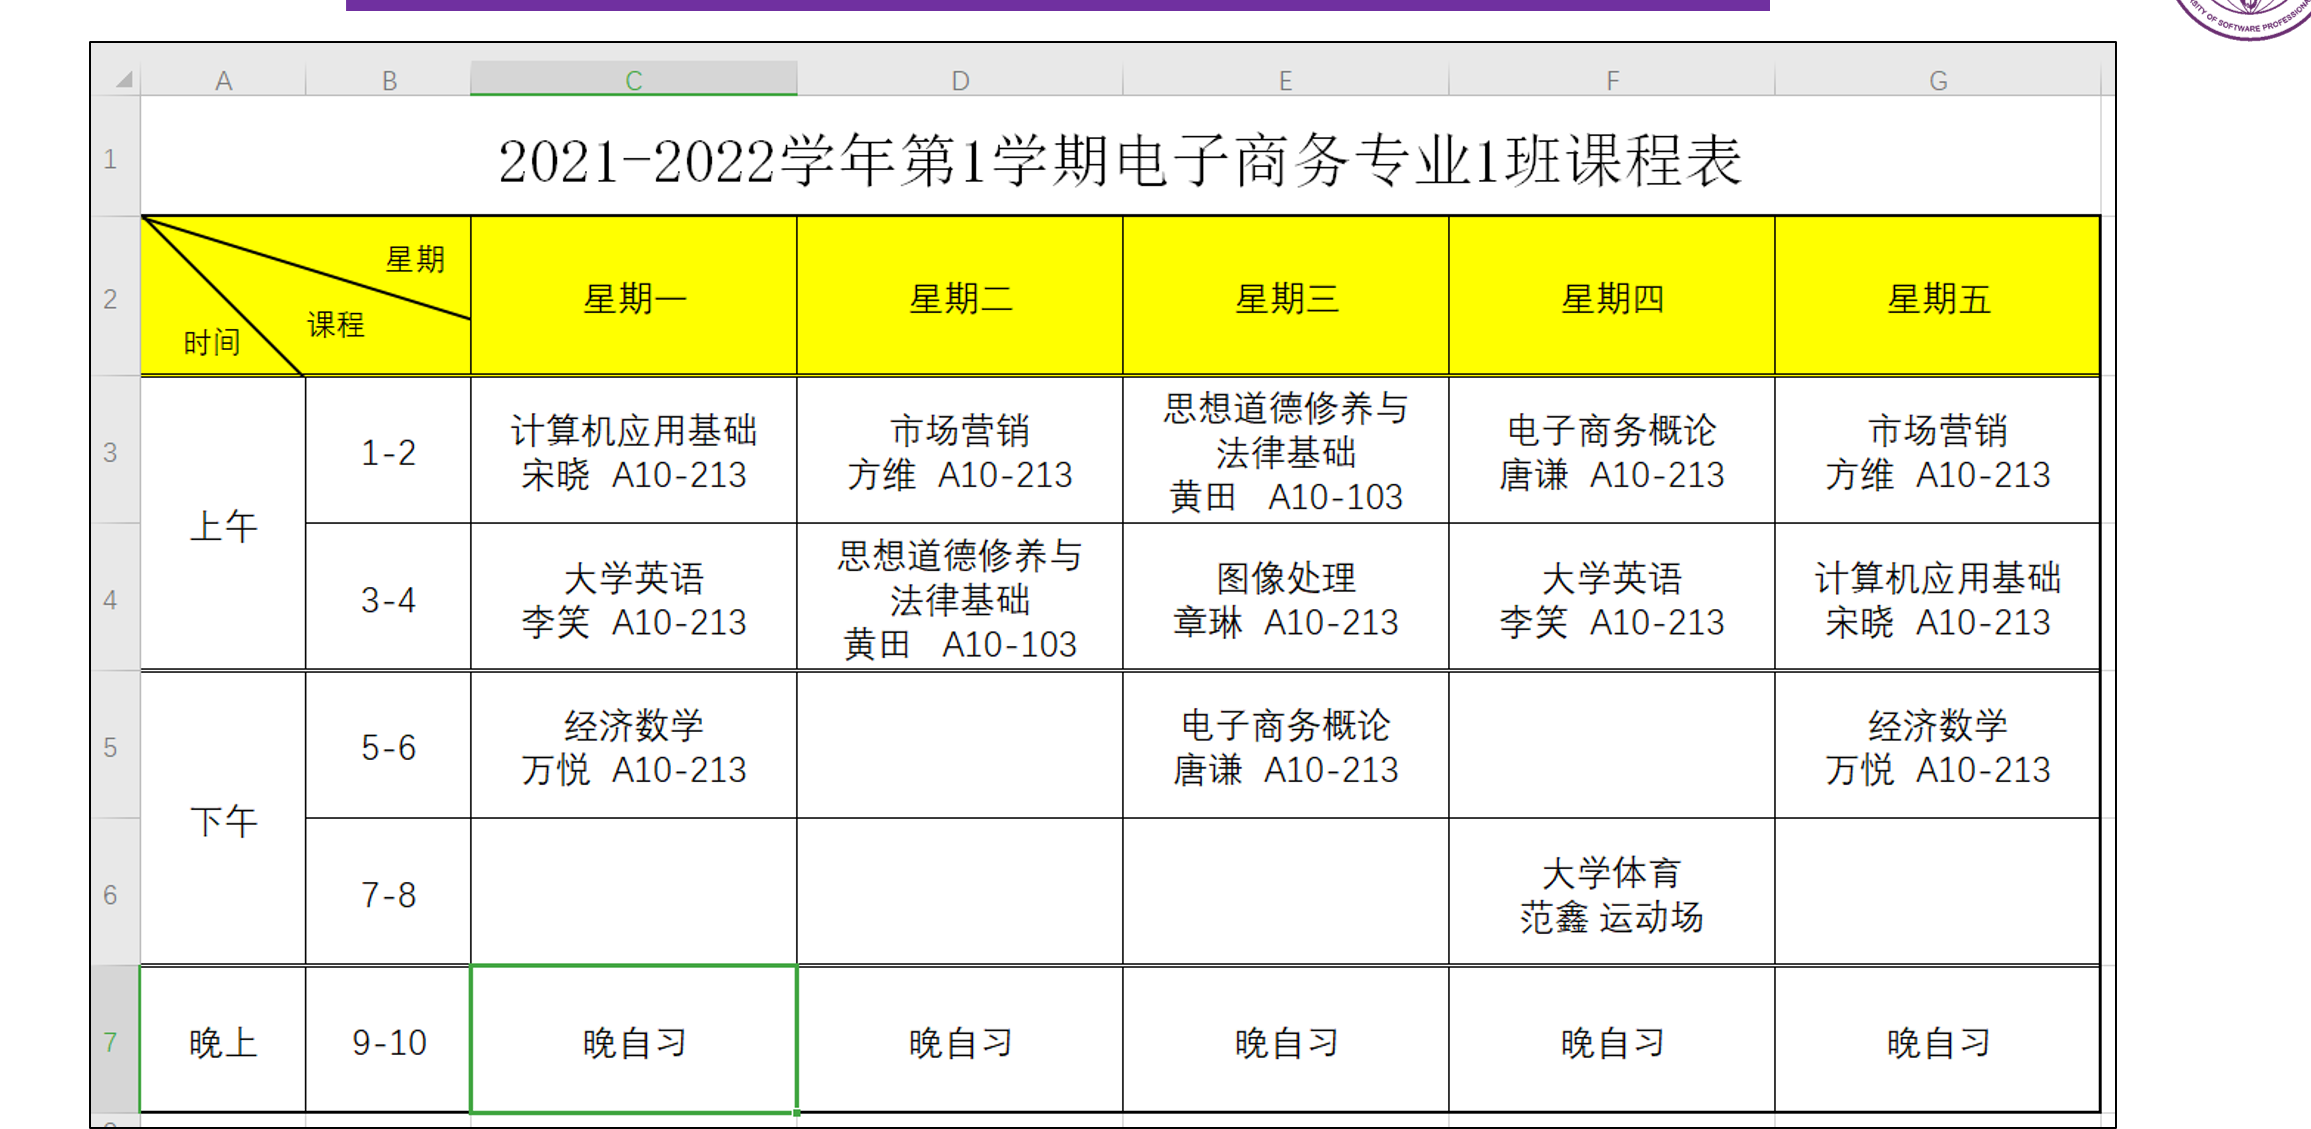 SITY OF SOFTWARE PROFESSIONA
A B C D E F G
1 2021-2022学年第1学期电子商务专业1班课程表
2 星期 课程 时间 星期一 星期二 星期三 星期四 星期五
3 上午 1-2
计算机应用基础
宋晓 A10-213
市场营销
方维 A10-213
思想道德修养与
法律基础
黄田 A10-103
电子商务概论
唐谦 A10-213
市场营销
方维 A10-213
4 3-4
大学英语
李笑 A10-213
思想道德修养与
法律基础
黄田 A10-103
图像处理
章琳 A10-213
大学英语
李笑 A10-213
计算机应用基础
宋晓 A10-213
5 下午 5-6
经济数学
万悦 A10-213
电子商务概论
唐谦 A10-213
经济数学
万悦 A10-213
6 7-8
大学体育
范鑫 运动场
7 晚上 9-10 晚自习 晚自习 晚自习 晚自习 晚自习